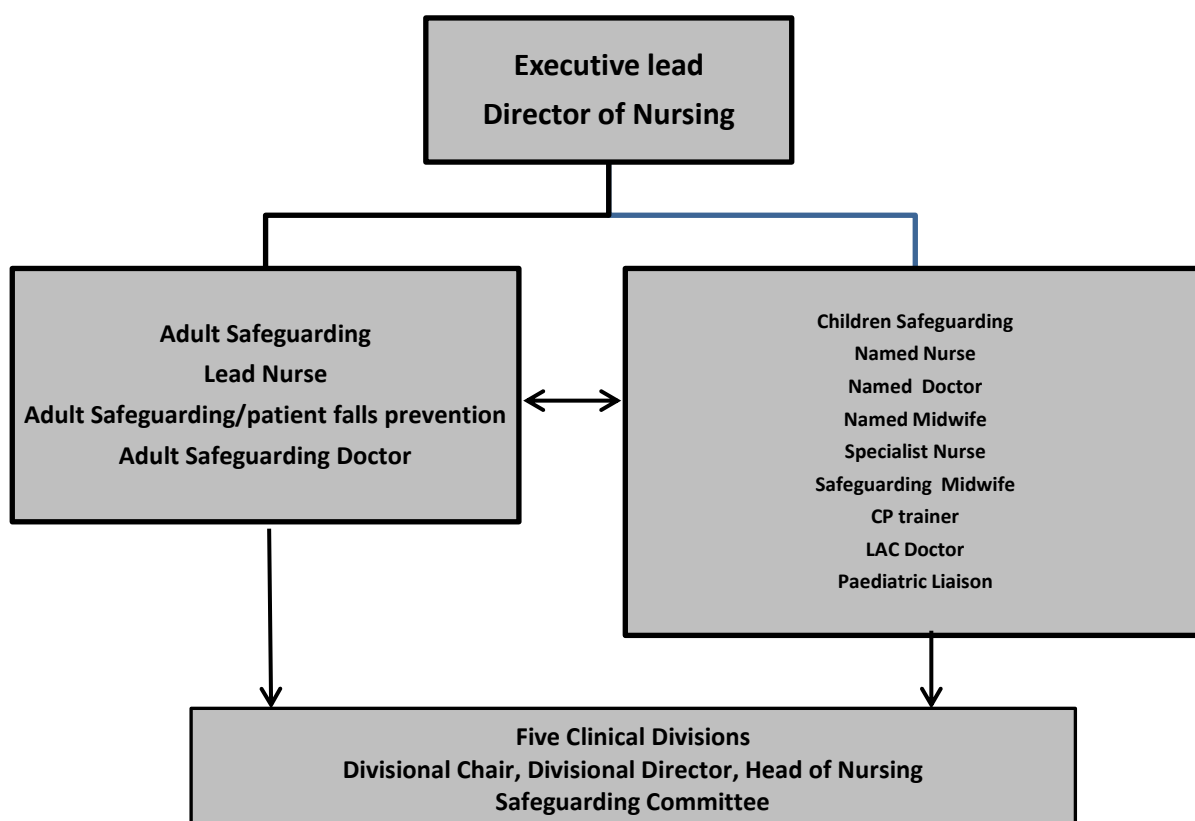 Executive lead
Director of Nursing
Adult Safeguarding
Lead Nurse
Adult Safeguarding/patient falls prevention
Adult Safeguarding Doctor
Children Safeguarding
Named Nurse
Named Doctor
Named Midwife
Specialist Nurse
Safeguarding Midwife
CP trainer
LAC Doctor
Paediatric Liaison
Five Clinical Divisions
Divisional Chair, Divisional Director, Head of Nursing
Safeguarding Committee